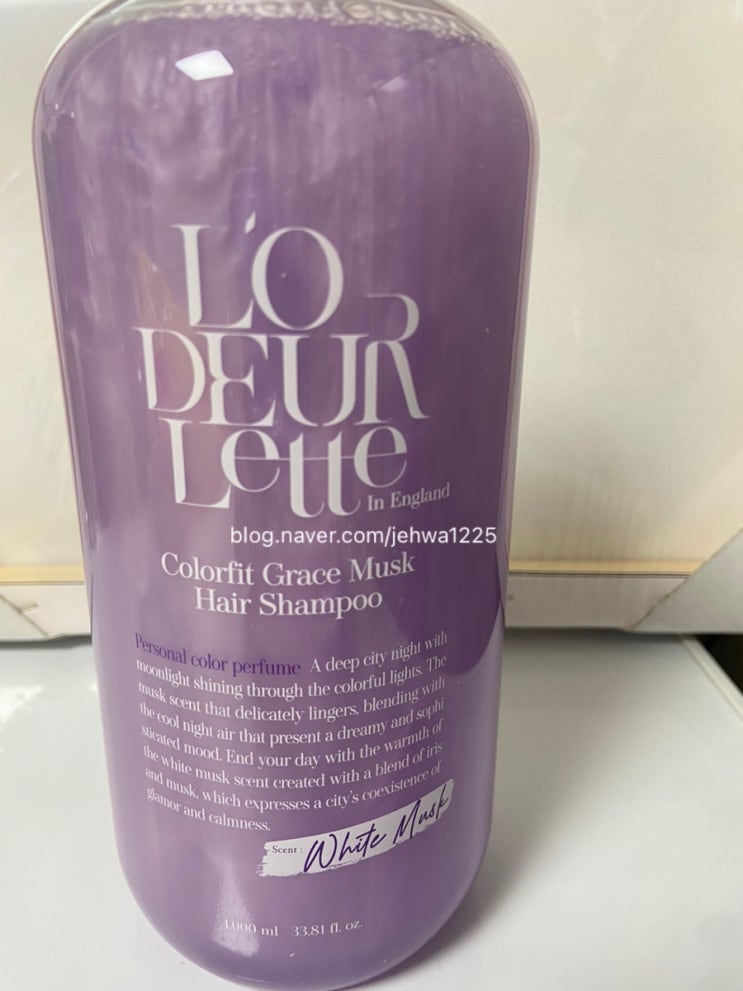 L'O
DEUR
Lette
In England
blog.naver.com/jehwa1225
Colorfit Grace Musk
Hair Shampoo
Personal color perfume A deep city night with
moonlight shining through the colorful lights. The
musk scent that delicately lingers, blending with
the cool night air that present a dreamy and sophi
sticated mood. End your day with the warmth of
the white musk scent created with a blend of iris
and musk, which expresses a city's coexistence of
glamor and calmness.
Scent : White Musk
1,000 ml 33.81 fl. oz.